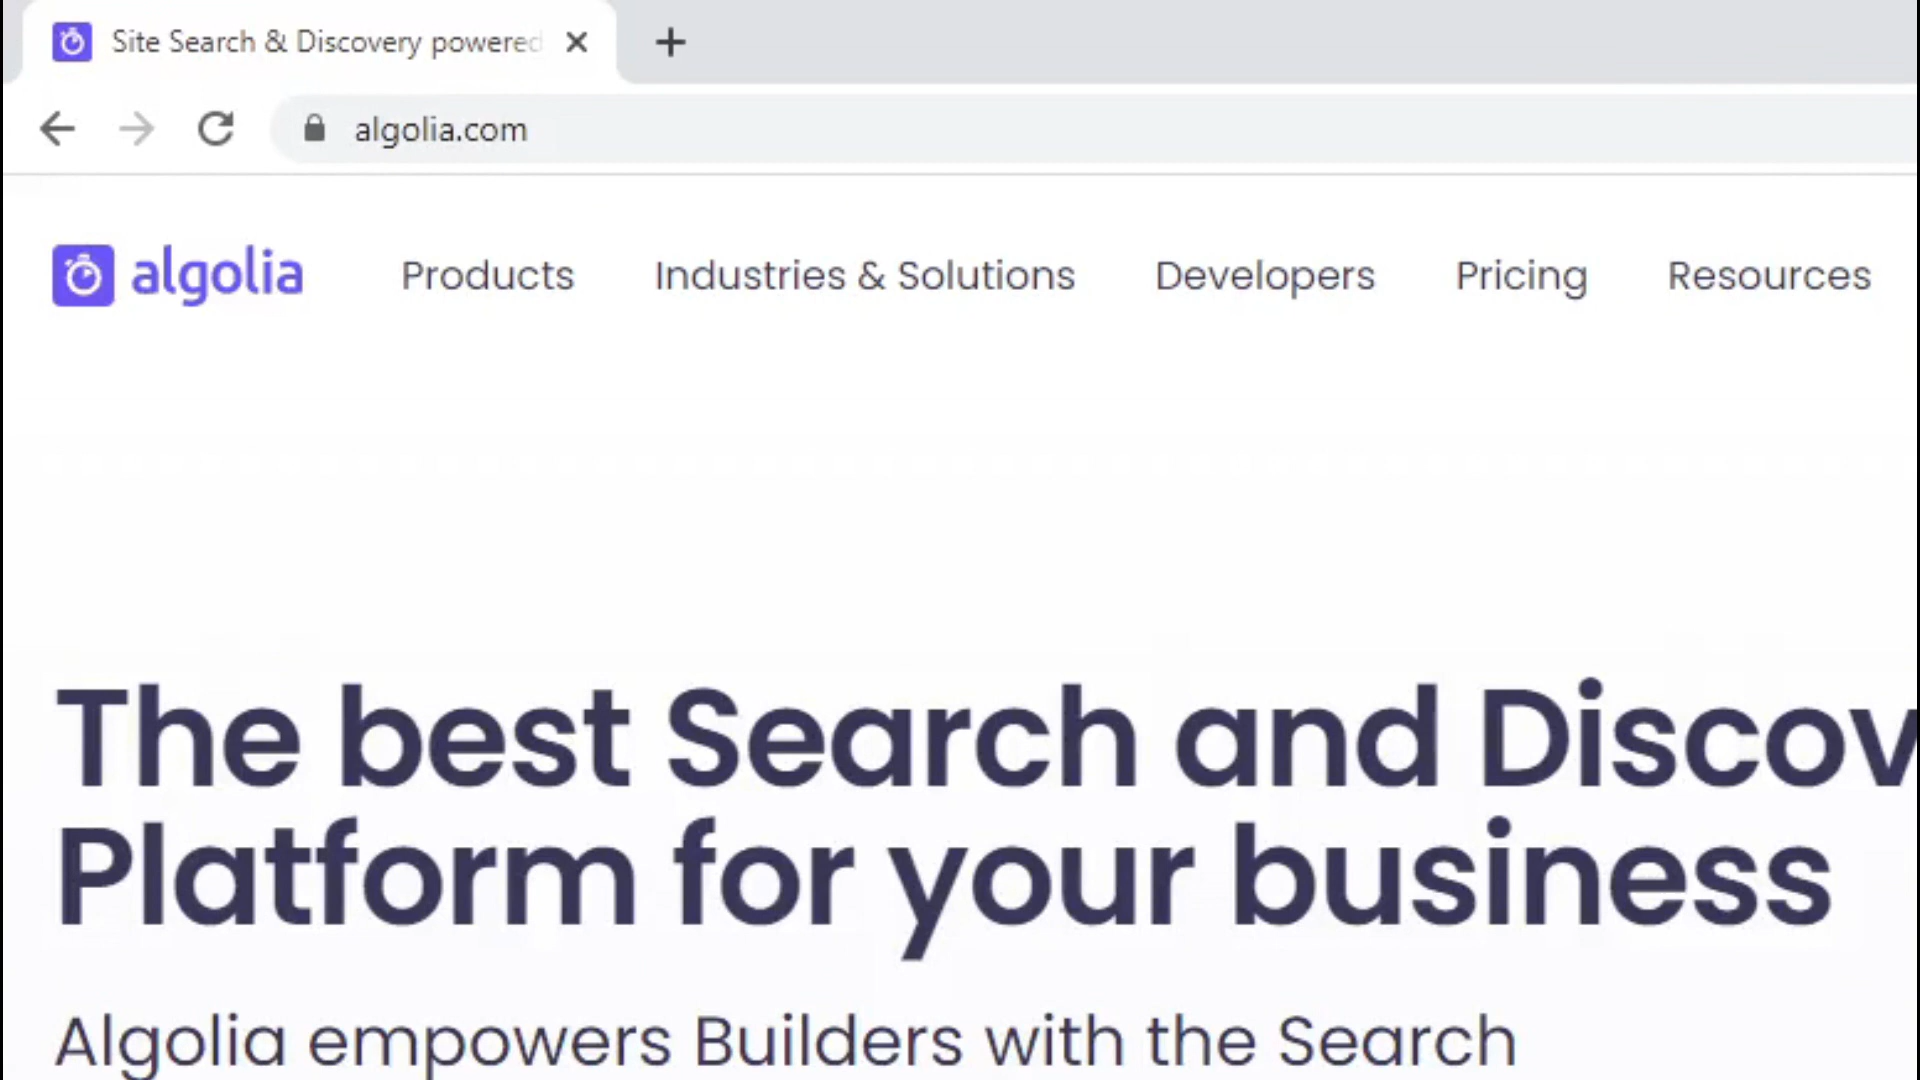 Site Search & Discovery powered
algolia.com
algolia Products Industries & Solutions Developers Pricing Resources
The best Search and Discov
Platform for your business
Algolia empowers Builders with the Search